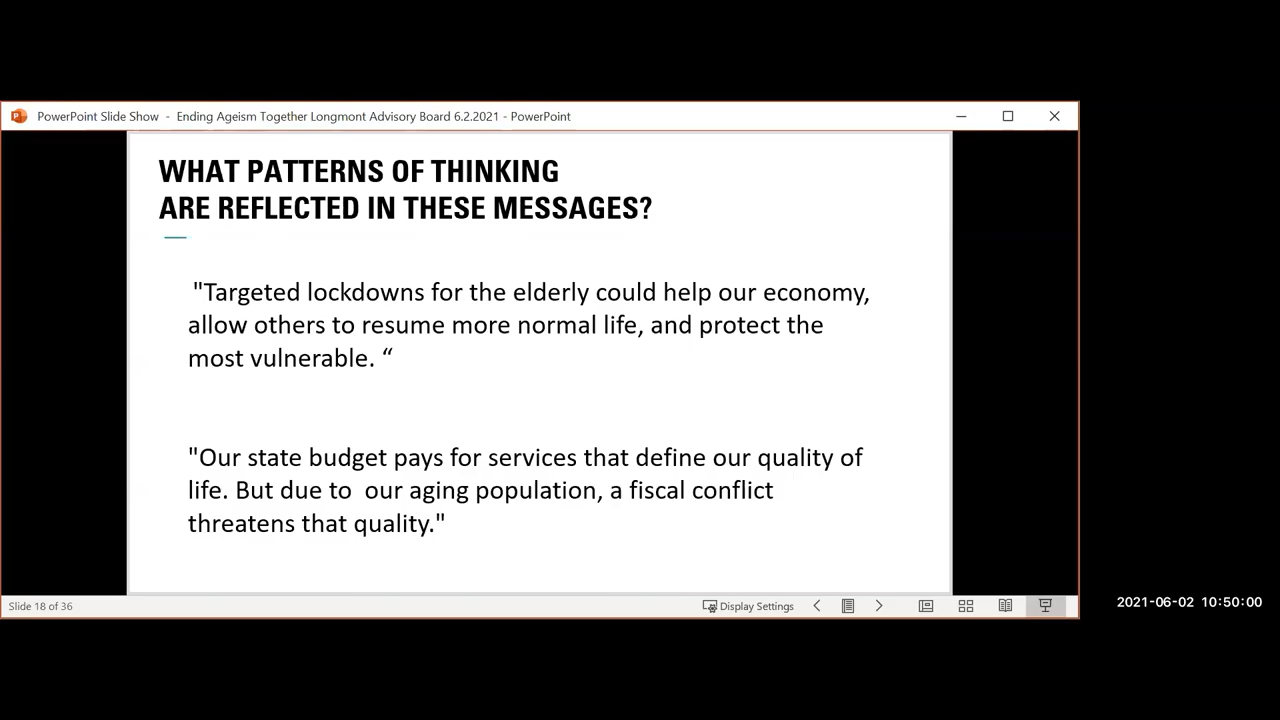 PowerPoint Slide Show - Ending Ageism Together Longmont Advisory Board 6.2.2021 - PowerPoint
WHAT PATTERNS OF THINKING
ARE REFLECTED IN THESE MESSAGES?
"Targeted lockdowns for the elderly could help our economy,
allow others to resume more normal life, and protect the
most vulnerable. “
"Our state budget pays for services that define our quality of
life. But due to  our aging population, a fiscal conflict
threatens that quality."
Slide 18 of 36
Display Settings
2021-06-02 10:50:00